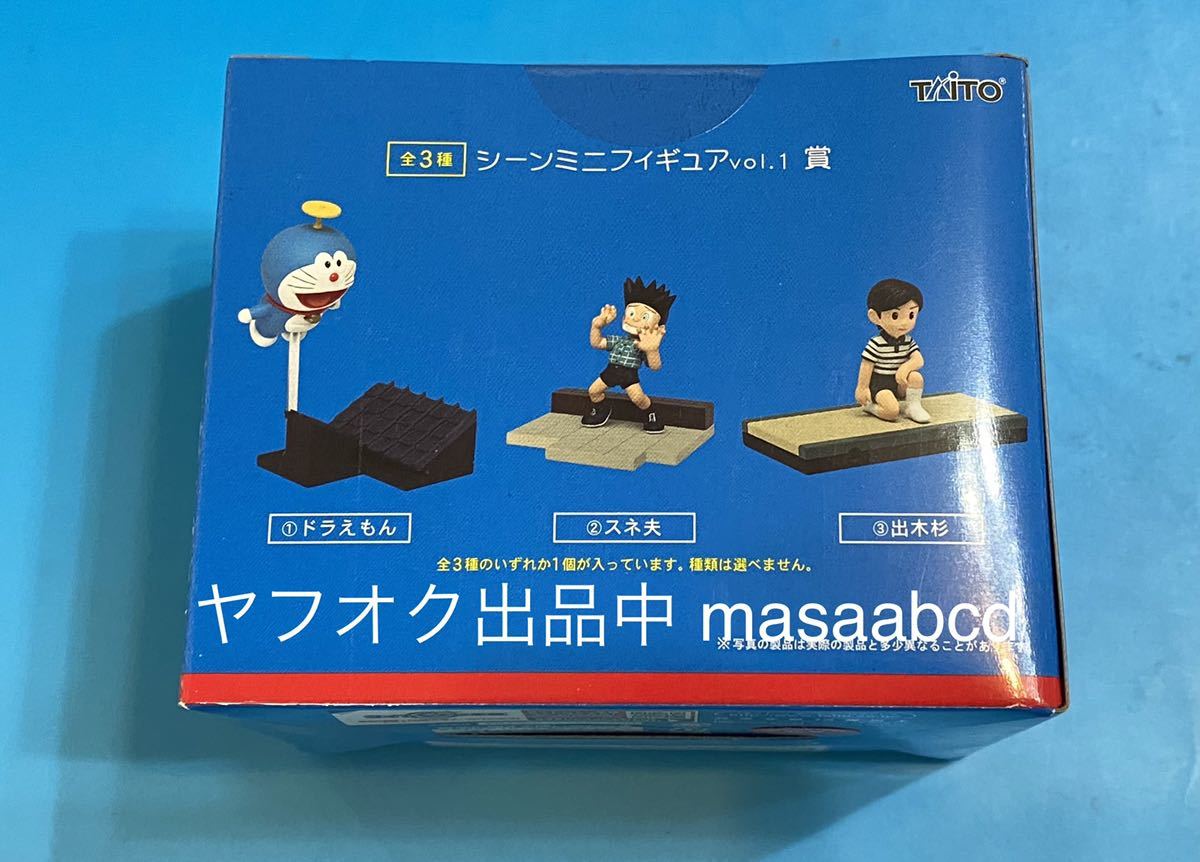 TAITO®
全3種 シーンミニフィギュアvol.1 賞
①ドラえもん ②スネ夫 ③出木杉
全3種のいずれか1個が入っています。種類は選べません。
ヤフオク出品中 masaabcd
※写真の製品は実際の製品と多少異なることがあります